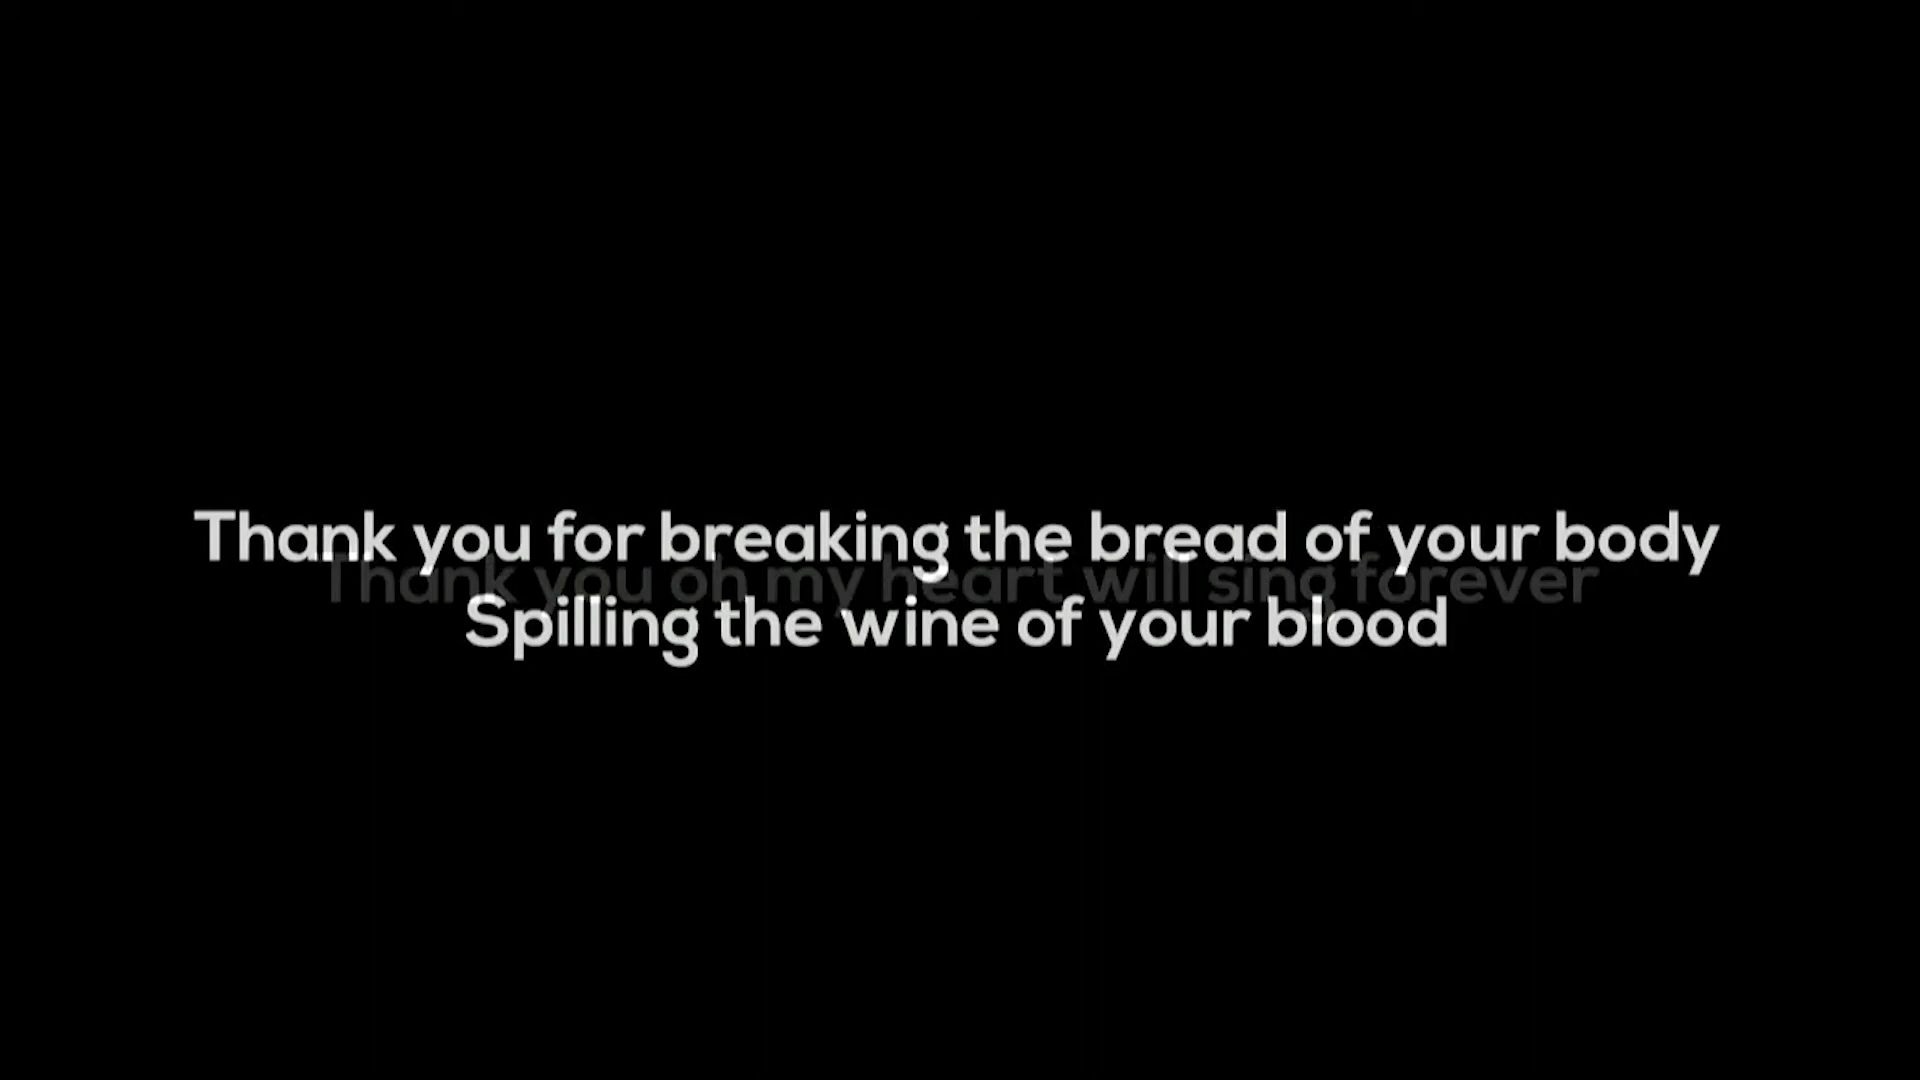 Thank you for breaking the bread of your body
Thank you oh my heart will sing forever
Spilling the wine of your blood